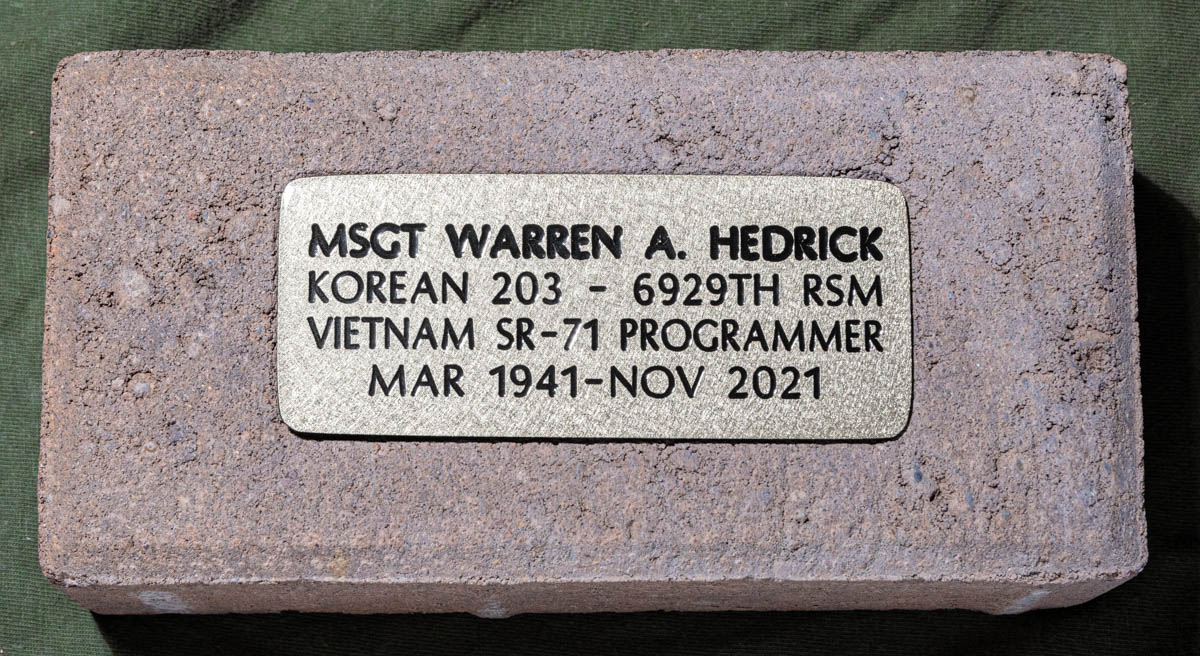 MSGT WARREN A. HEDRICK
KOREAN 203 - 6929TH RSM
VIETNAM SR-71 PROGRAMMER
MAR 1941-NOV 2021